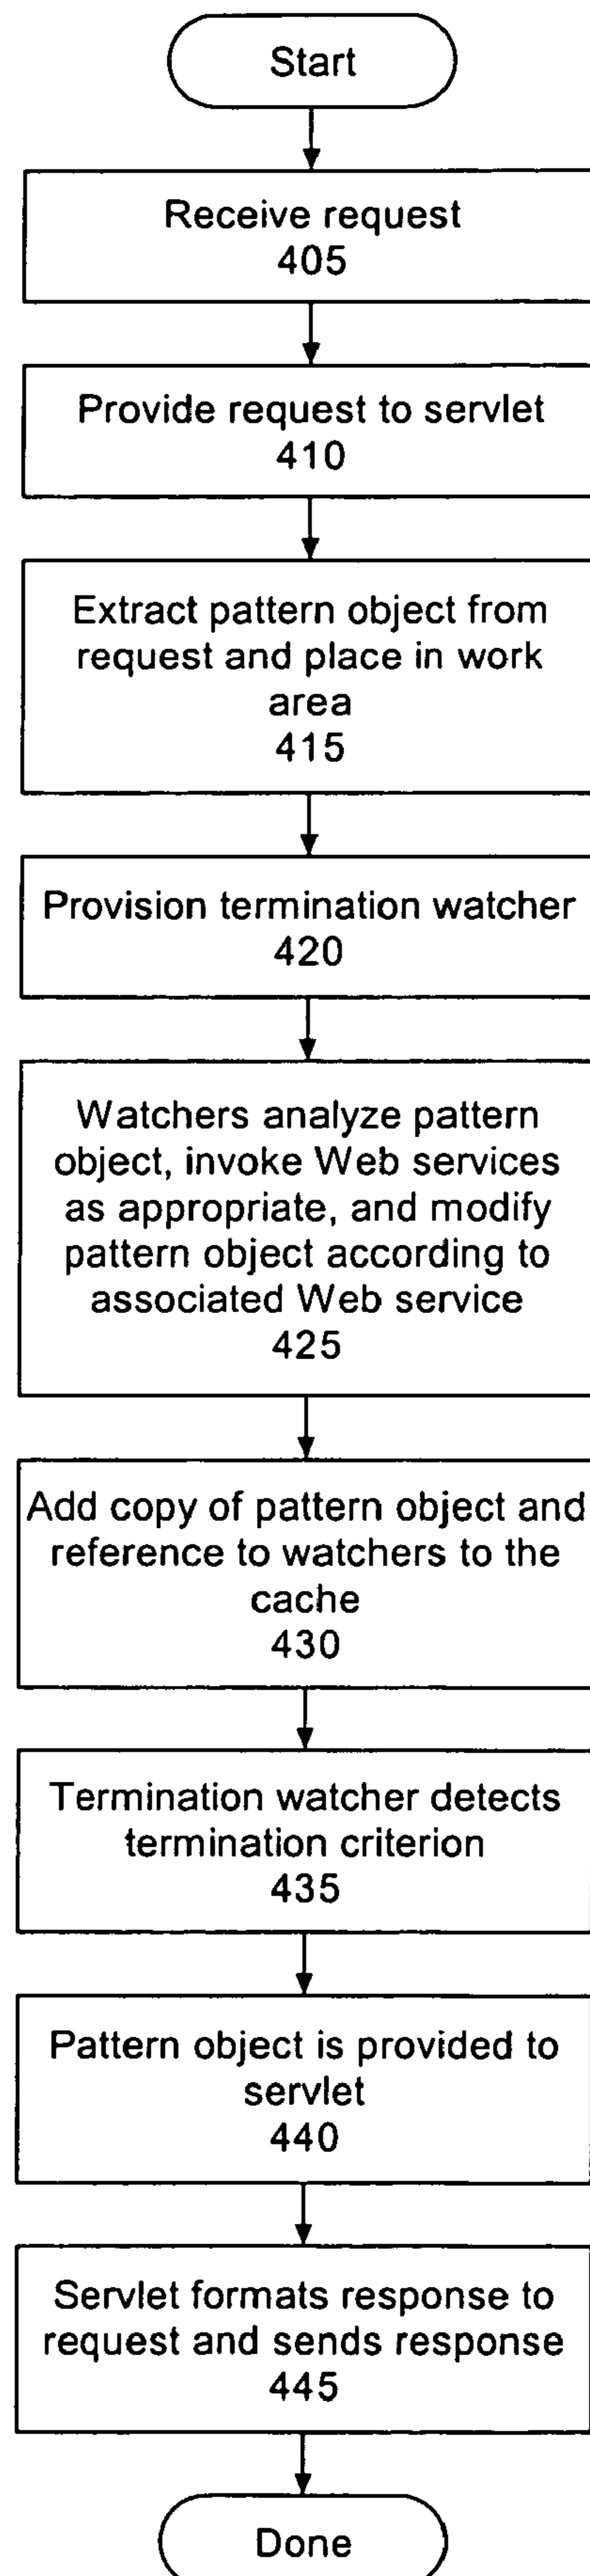 Start
Receive request
405
Provide request to servlet
410
Extract pattern object from
request and place in work
area
415
Provision termination watcher
420
Watchers analyze pattern
object, invoke Web services
as appropriate, and modify
pattern object according to
associated Web service
425
Add copy of pattern object and
reference to watchers to the
cache
430
Termination watcher detects
termination criterion
435
Pattern object is provided to
servlet
440
Servlet formats response to
request and sends response
445
Done